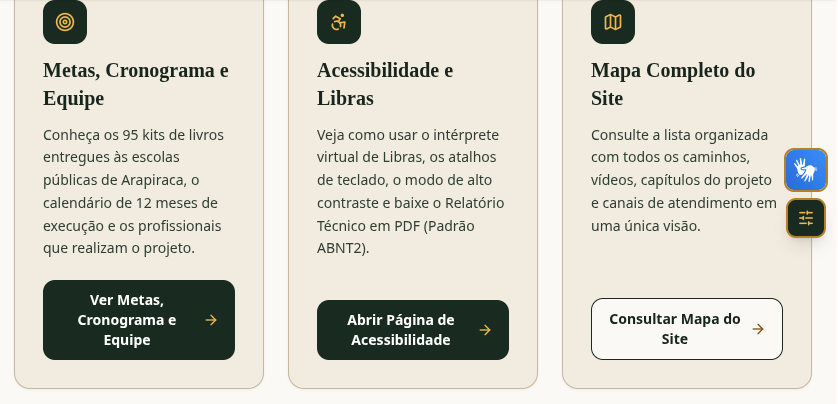 Metas, Cronograma e
Equipe
Conheça os 95 kits de livros
entregues às escolas
públicas de Arapiraca, o
calendário de 12 meses de
execução e os profissionais
que realizam o projeto.
Ver Metas,
Cronograma e
Equipe
Acessibilidade e
Libras
Veja como usar o intérprete
virtual de Libras, os atalhos
de teclado, o modo de alto
contraste e baixe o Relatório
Técnico em PDF (Padrão
ABNT2).
Abrir Página de
Acessibilidade
Mapa Completo do
Site
Consulte a lista organizada
com todos os caminhos,
vídeos, capítulos do projeto
e canais de atendimento em
uma única visão.
Consultar Mapa do
Site